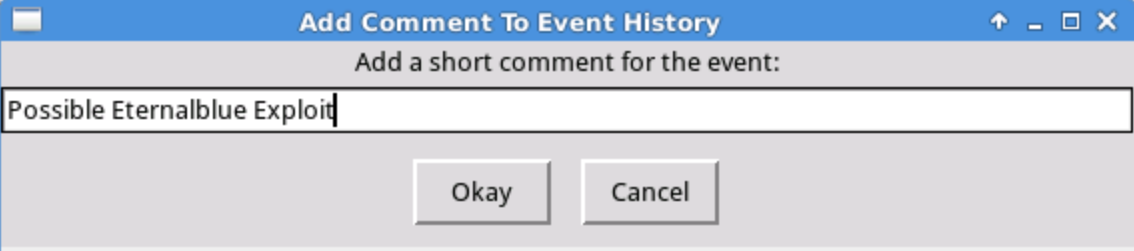 Add Comment To Event History
Add a short comment for the event:
Possible Eternalblue Exploit
Okay
Cancel